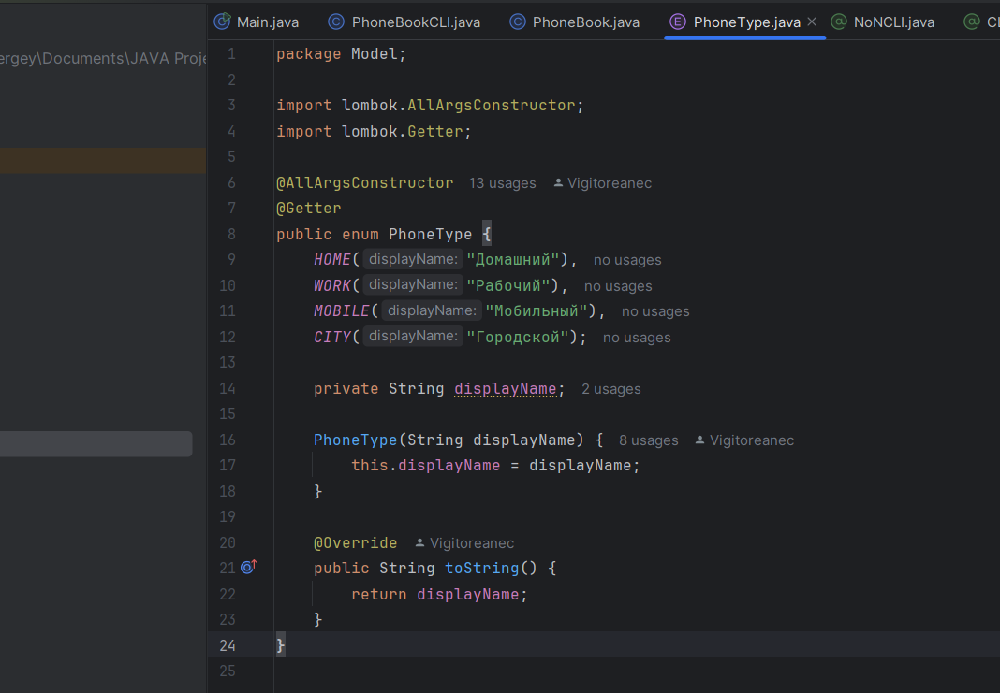 Main.java PhoneBookCLI.java PhoneBook.java PhoneType.java NoNCLI.java
ergey\Documents\JAVA Proje
1 package Model;
2
3 import lombok.AllArgsConstructor;
4 import lombok.Getter;
5
6 @AllArgsConstructor 13 usages Vigitoreanec
7 @Getter
8 public enum PhoneType {
9 HOME( displayName: "Домашний"), no usages
10 WORK( displayName: "Рабочий"), no usages
11 MOBILE( displayName: "Мобильный"), no usages
12 CITY( displayName: "Городской"); no usages
13
14 private String displayName; 2 usages
15
16 PhoneType(String displayName) { 8 usages Vigitoreanec
17 this.displayName = displayName;
18 }
19
20 @Override Vigitoreanec
21 public String toString() {
22 return displayName;
23 }
24 }
25